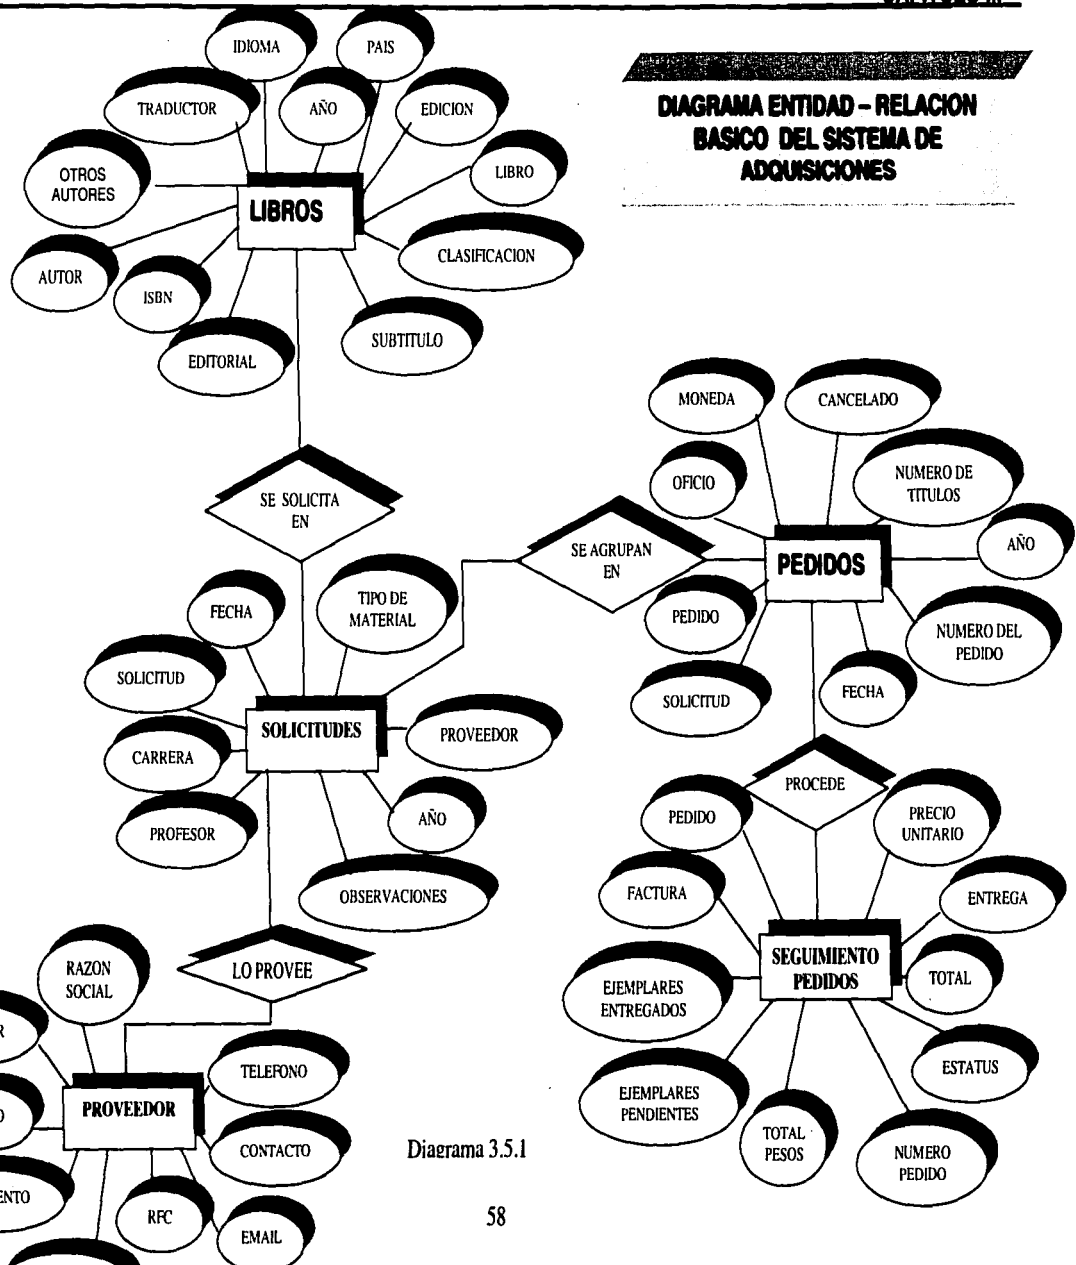 IDIOMA
PAIS
TRADUCTOR
AÑO
EDICION
DIAGRAMA ENTIDAD – RELACION
BASICO DEL SISTEMA DE
ADQUISICIONES
OTROS
AUTORES
LIBRO
LIBROS
CLASIFICACION
AUTOR
ISBN
EDITORIAL
SUBTITULO
MONEDA
CANCELADO
SE SOLICITA
EN
OFICIO
NUMERO DE
TITULOS
SE AGRUPAN
EN
PEDIDOS
AÑO
FECHA
TIPO DE
MATERIAL
PEDIDO
NUMERO DEL
PEDIDO
SOLICITUD
SOLICITUD
FECHA
SOLICITUDES
PROVEEDOR
CARRERA
PROFESOR
AÑO
PROCEDE
PEDIDO
PRECIO
UNITARIO
OBSERVACIONES
FACTURA
ENTREGA
LO PROVEE
SEGUIMIENTO
PEDIDOS
RAZON
SOCIAL
EJEMPLARES
ENTREGADOS
TOTAL
R
TELEFONO
ESTATUS
O
PROVEEDOR
EJEMPLARES
PENDIENTES
CONTACTO
Diagrama 3.5.1
TOTAL
PESOS
NUMERO
PEDIDO
ENTO
RFC
EMAIL
58